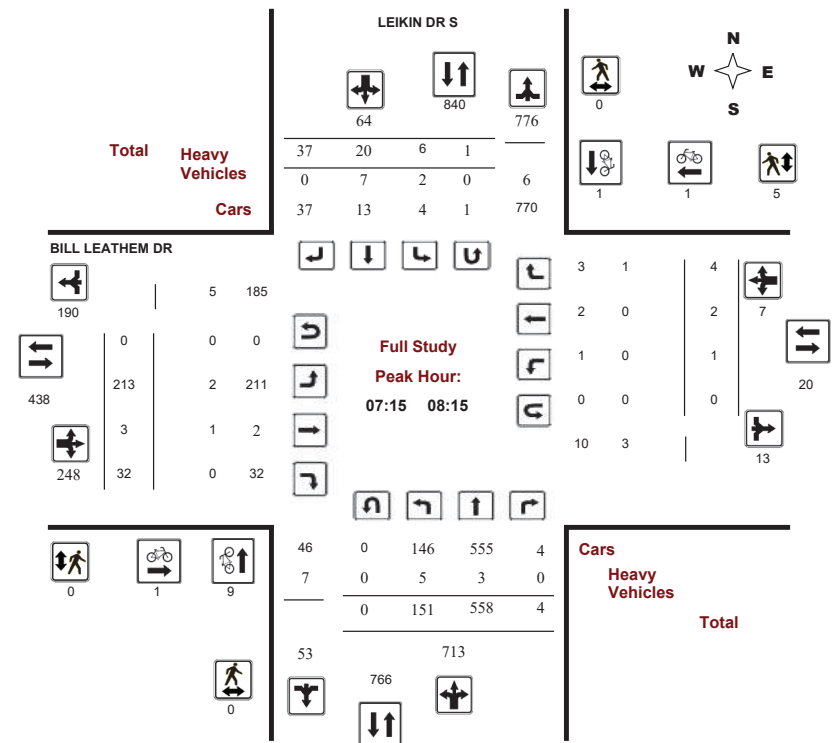 LEIKIN DR S
N
W E
S
840
0
64 776
Total Heavy Vehicles
37 20 6 1
0 7 2 0 6
Cars 37 13 4 1 770
1 1 5
BILL LEATHEM DR
190
5 185
3 1 4
7
0 0 0
2 0 2
438
213 2 211
1 0 1
20
Full Study
Peak Hour:
07:15 08:15
3 1 2
0 0 0
248 32 0 32
10 3
13
46 0 146 555 4 Cars
7 0 5 3 0 Heavy Vehicles
0 151 558 4 Total
0 1 9
53 713
766
0